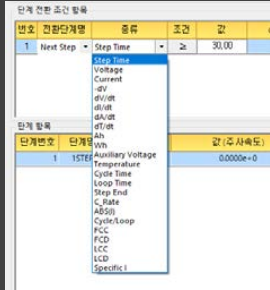 단계 전환 조건 항목
번호 전환단계명 종류 조건 값
1 Next Step Step Time ≥ 30,00
Step Time
Voltage
Current
-dV
dV/dt
dI/dt
dA/dt
dT/dt
Ah
Wh
Auxiliary Voltage
Temperature
Cycle Time
Loop Time
Step End
C_Rate
ABS(I)
Cycle/Loop
FCC
FCD
LCC
LCD
Specific I
단계 항목
단계번호 값(주사속도)
1 1STEP 0.0000e+0